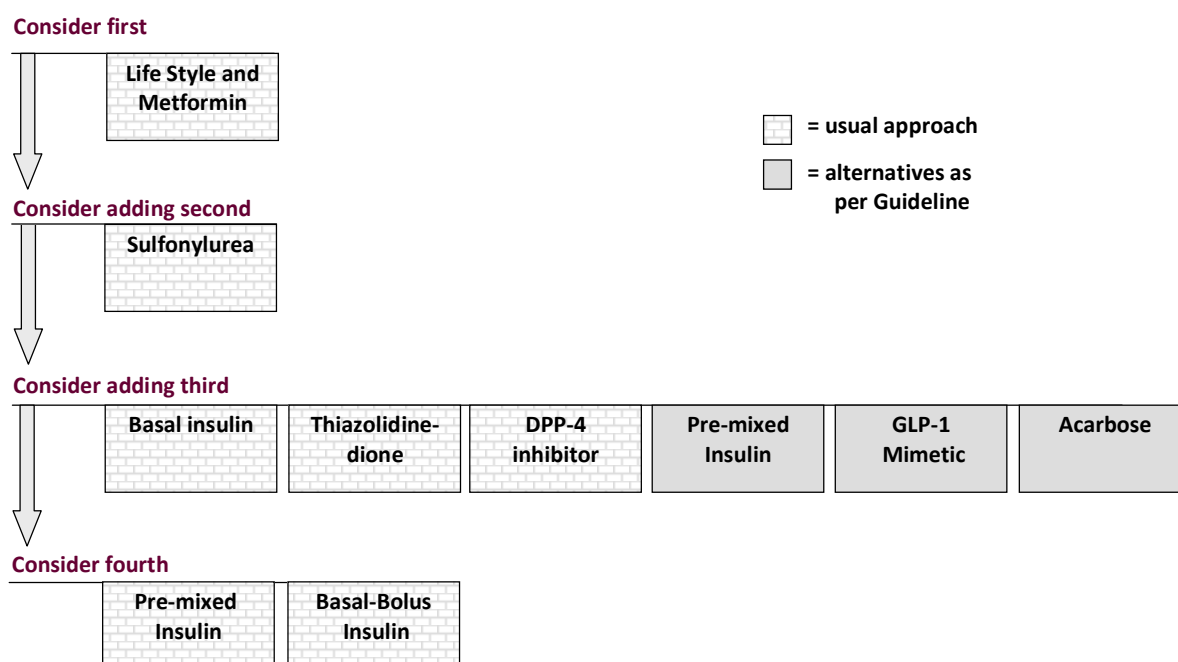 Consider first
Life Style and
Metformin
= usual approach
= alternatives as
per Guideline
Consider adding second
Sulfonylurea
Consider adding third
Basal insulin
Thiazolidine-
dione
DPP-4
inhibitor
Pre-mixed
Insulin
GLP-1
Mimetic
Acarbose
Consider fourth
Pre-mixed
Insulin
Basal-Bolus
Insulin